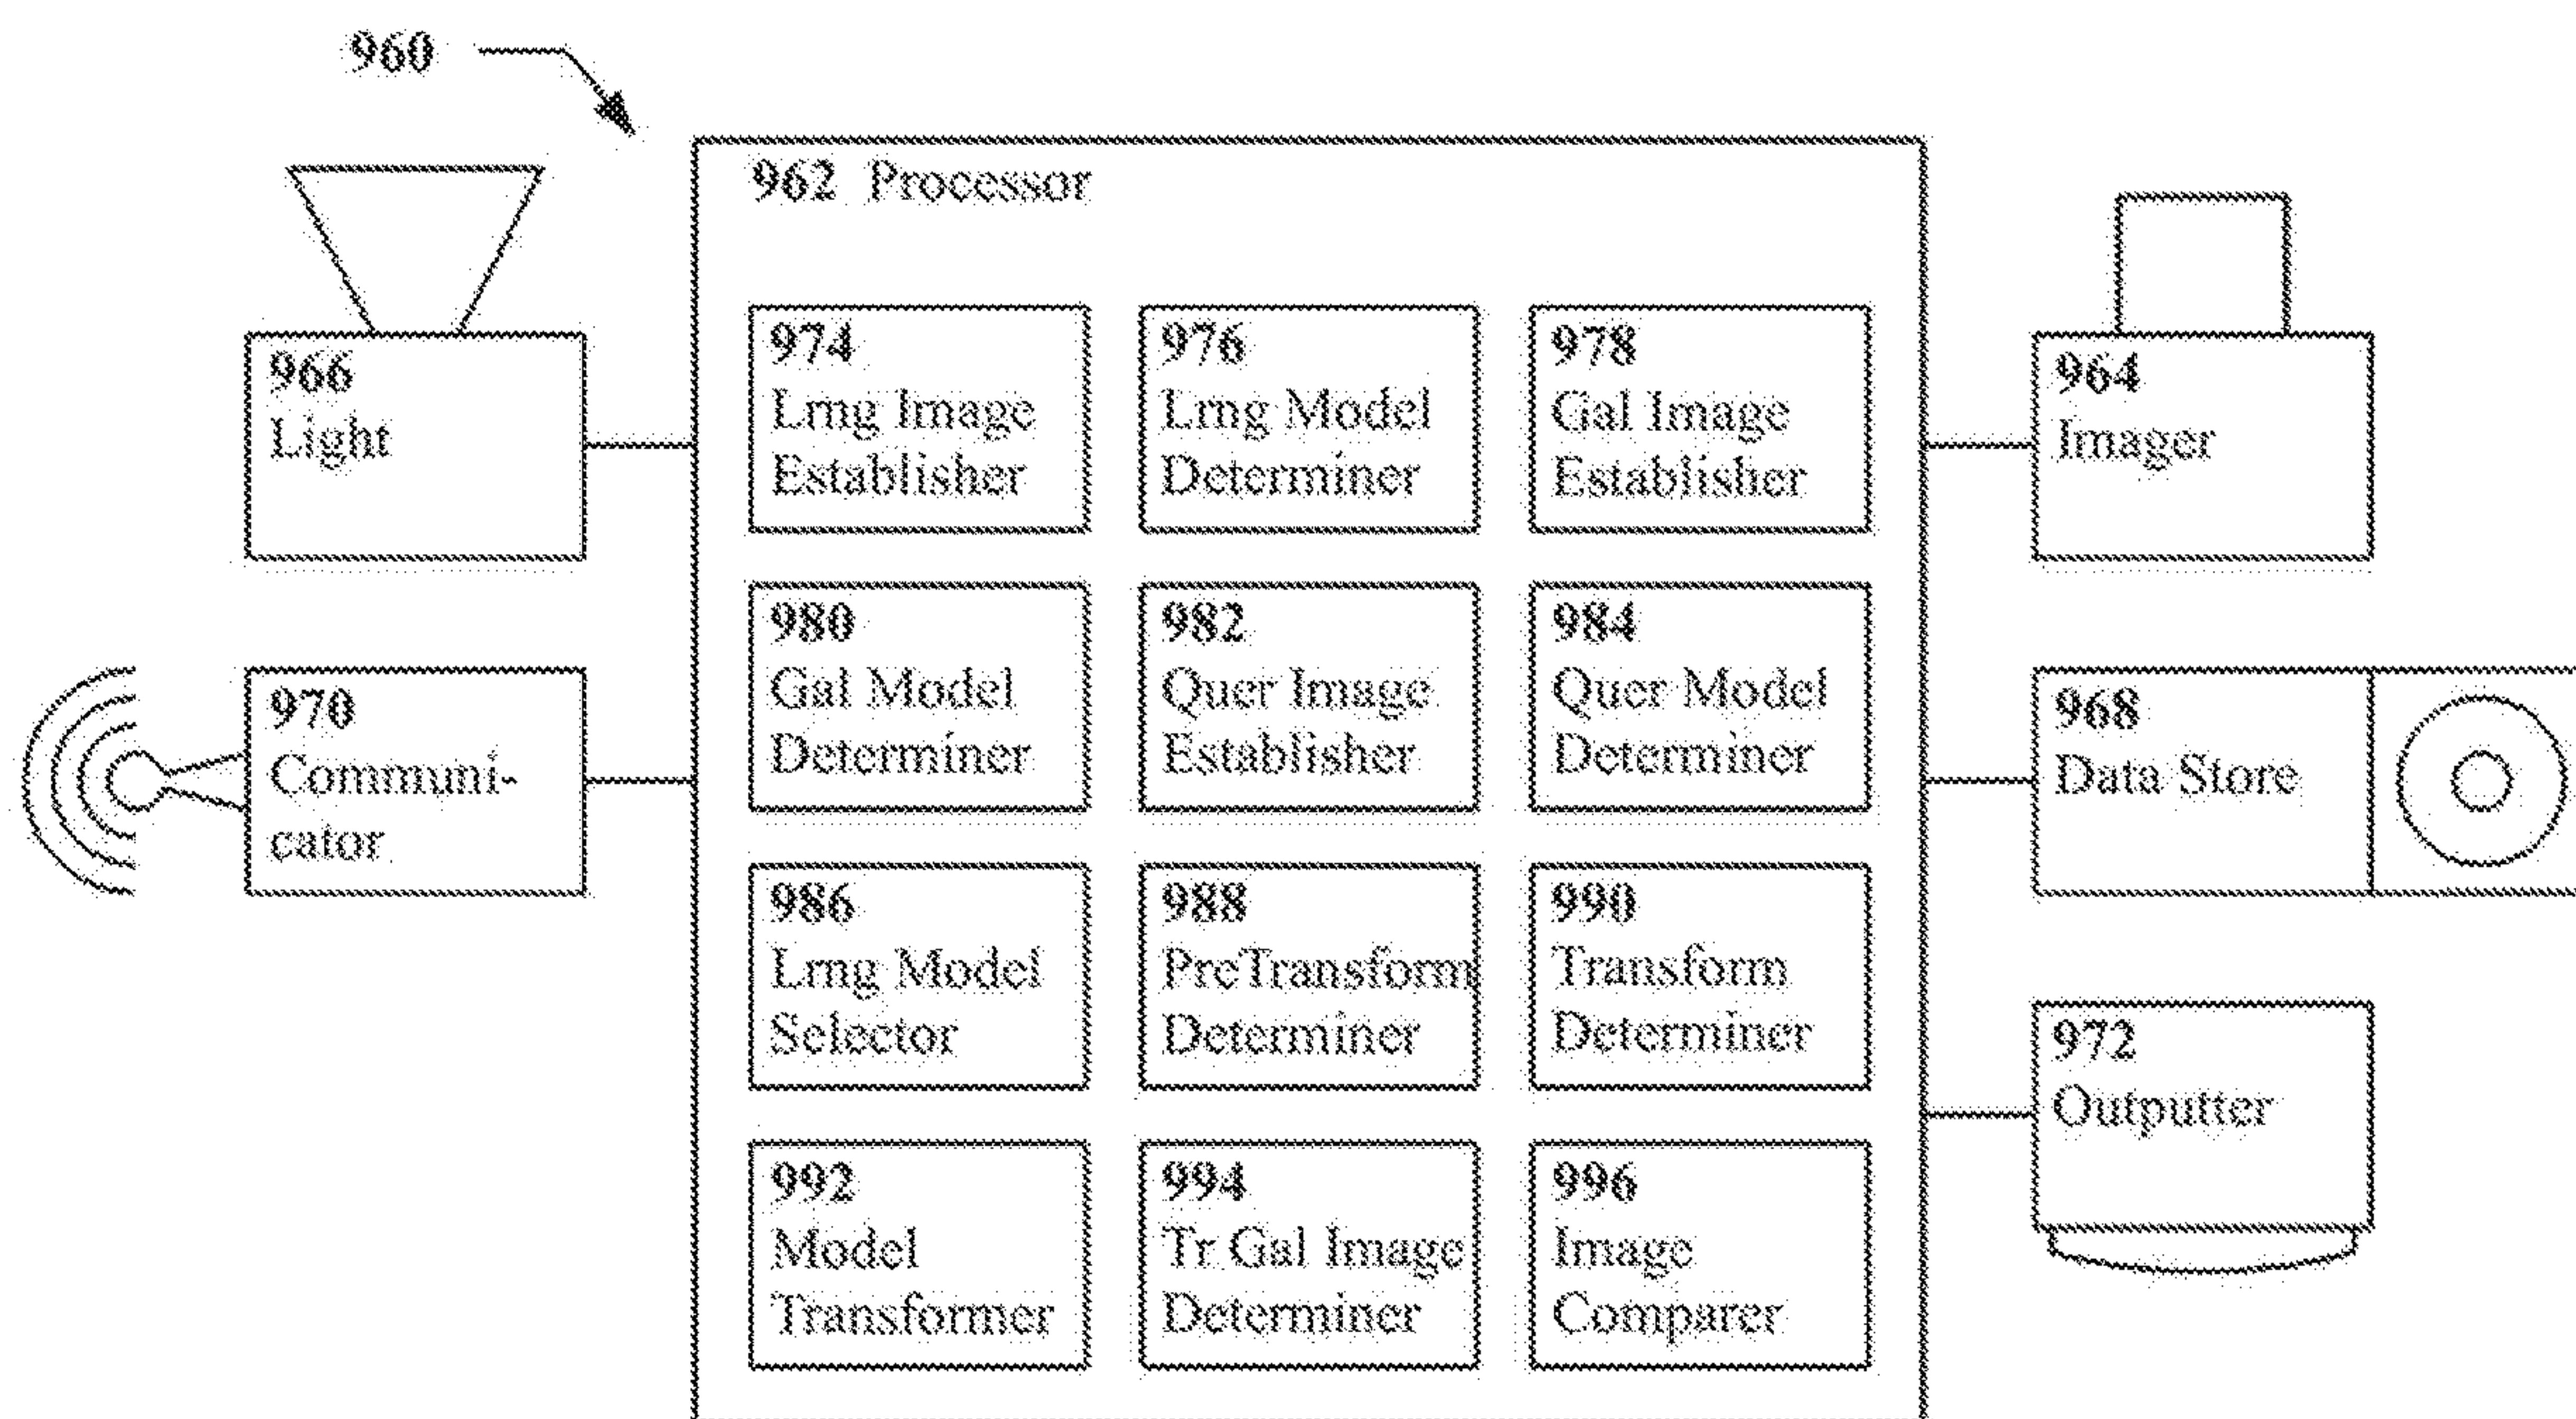 960
962 Processor
966
Light
974
Lrng Image
Establisher
976
Lrng Model
Determiner
978
Gal Image
Establisher
964
Imager
970
Communi-
cator
980
Gal Model
Determiner
982
Quer Image
Establisher
984
Quer Model
Determiner
968
Data Store
986
Lrng Model
Selector
988
PreTransform
Determiner
990
Transform
Determiner
972
Outputter
992
Model
Transformer
994
Tr Gal Image
Determiner
996
Image
Comparer